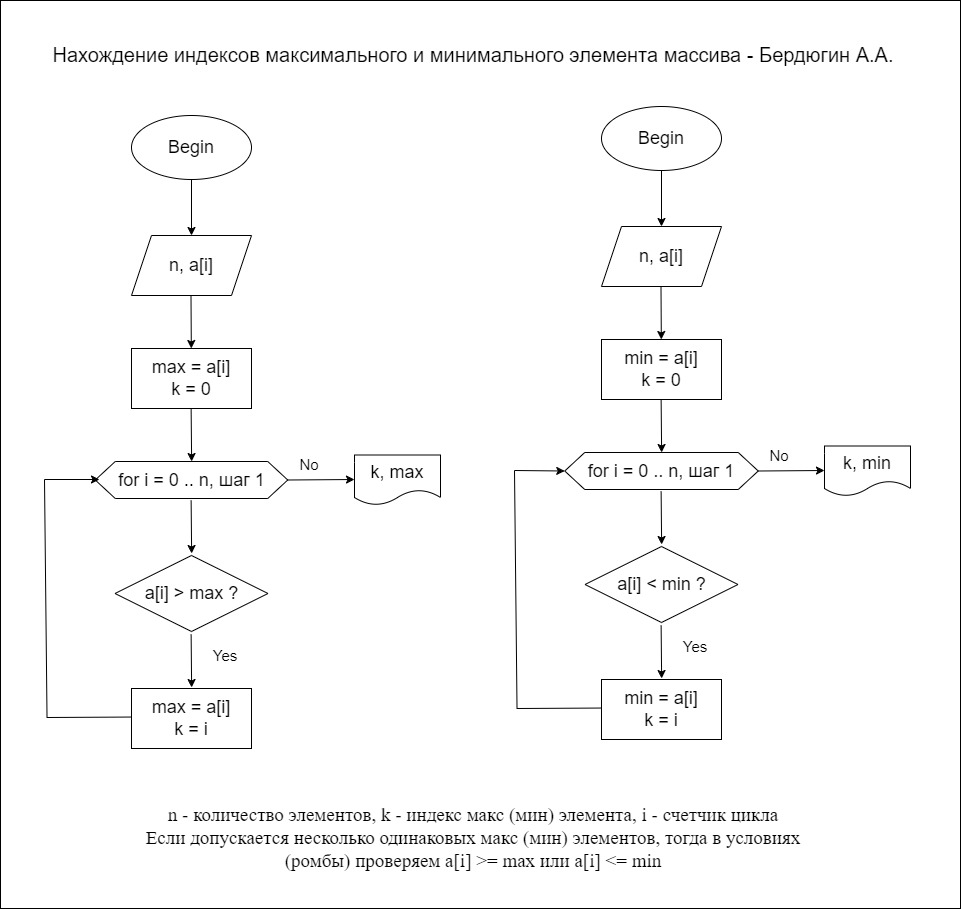 Нахождение индексов максимального и минимального элемента массива - Бердюгин А.А.
Begin
n, a[i]
max = a[i]
k = 0
for i = 0 .. n, шаг 1
No
k, max
a[i] > max ?
Yes
max = a[i]
k = i
Begin
n, a[i]
min = a[i]
k = 0
for i = 0 .. n, шаг 1
No
k, min
a[i] < min ?
Yes
min = a[i]
k = i
n - количество элементов, k - индекс макс (мин) элемента, i - счетчик цикла
Если допускается несколько одинаковых макс (мин) элементов, тогда в условиях
(ромбы) проверяем a[i] >= max или a[i] <= min